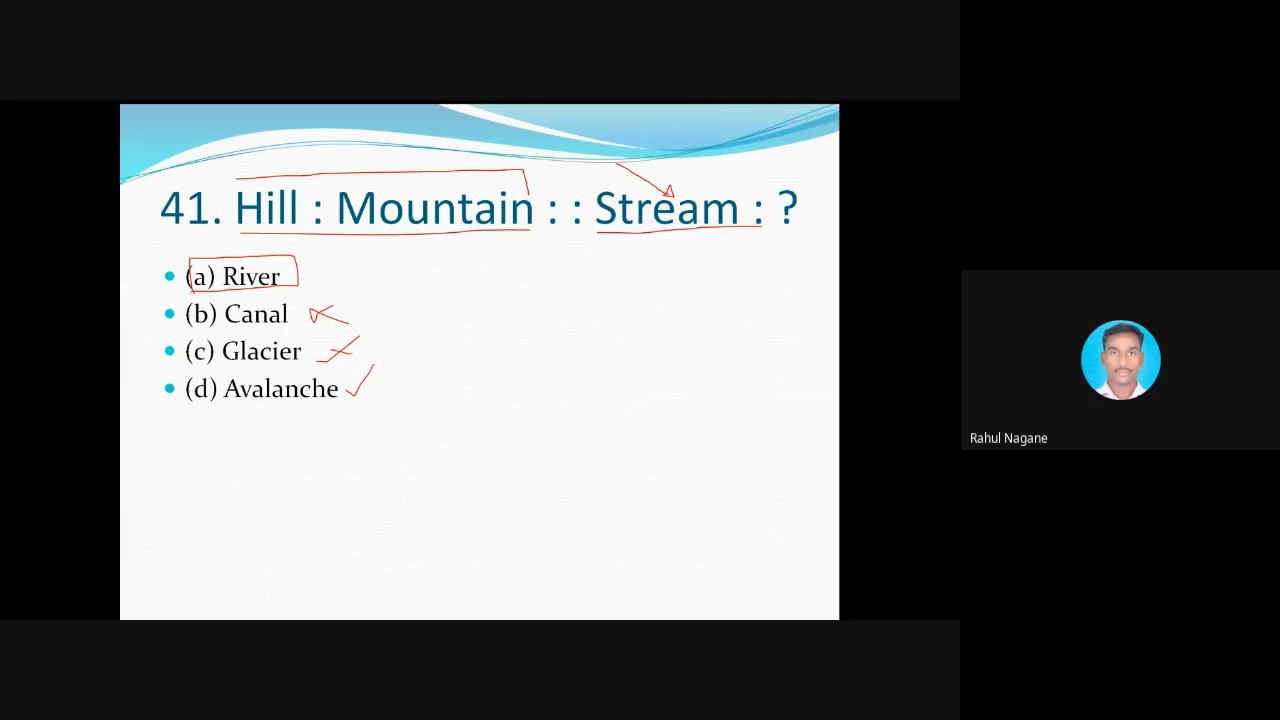 41. Hill : Mountain : : Stream : ?
(a) River
(b) Canal
(c) Glacier
(d) Avalanche
Rahul Nagane